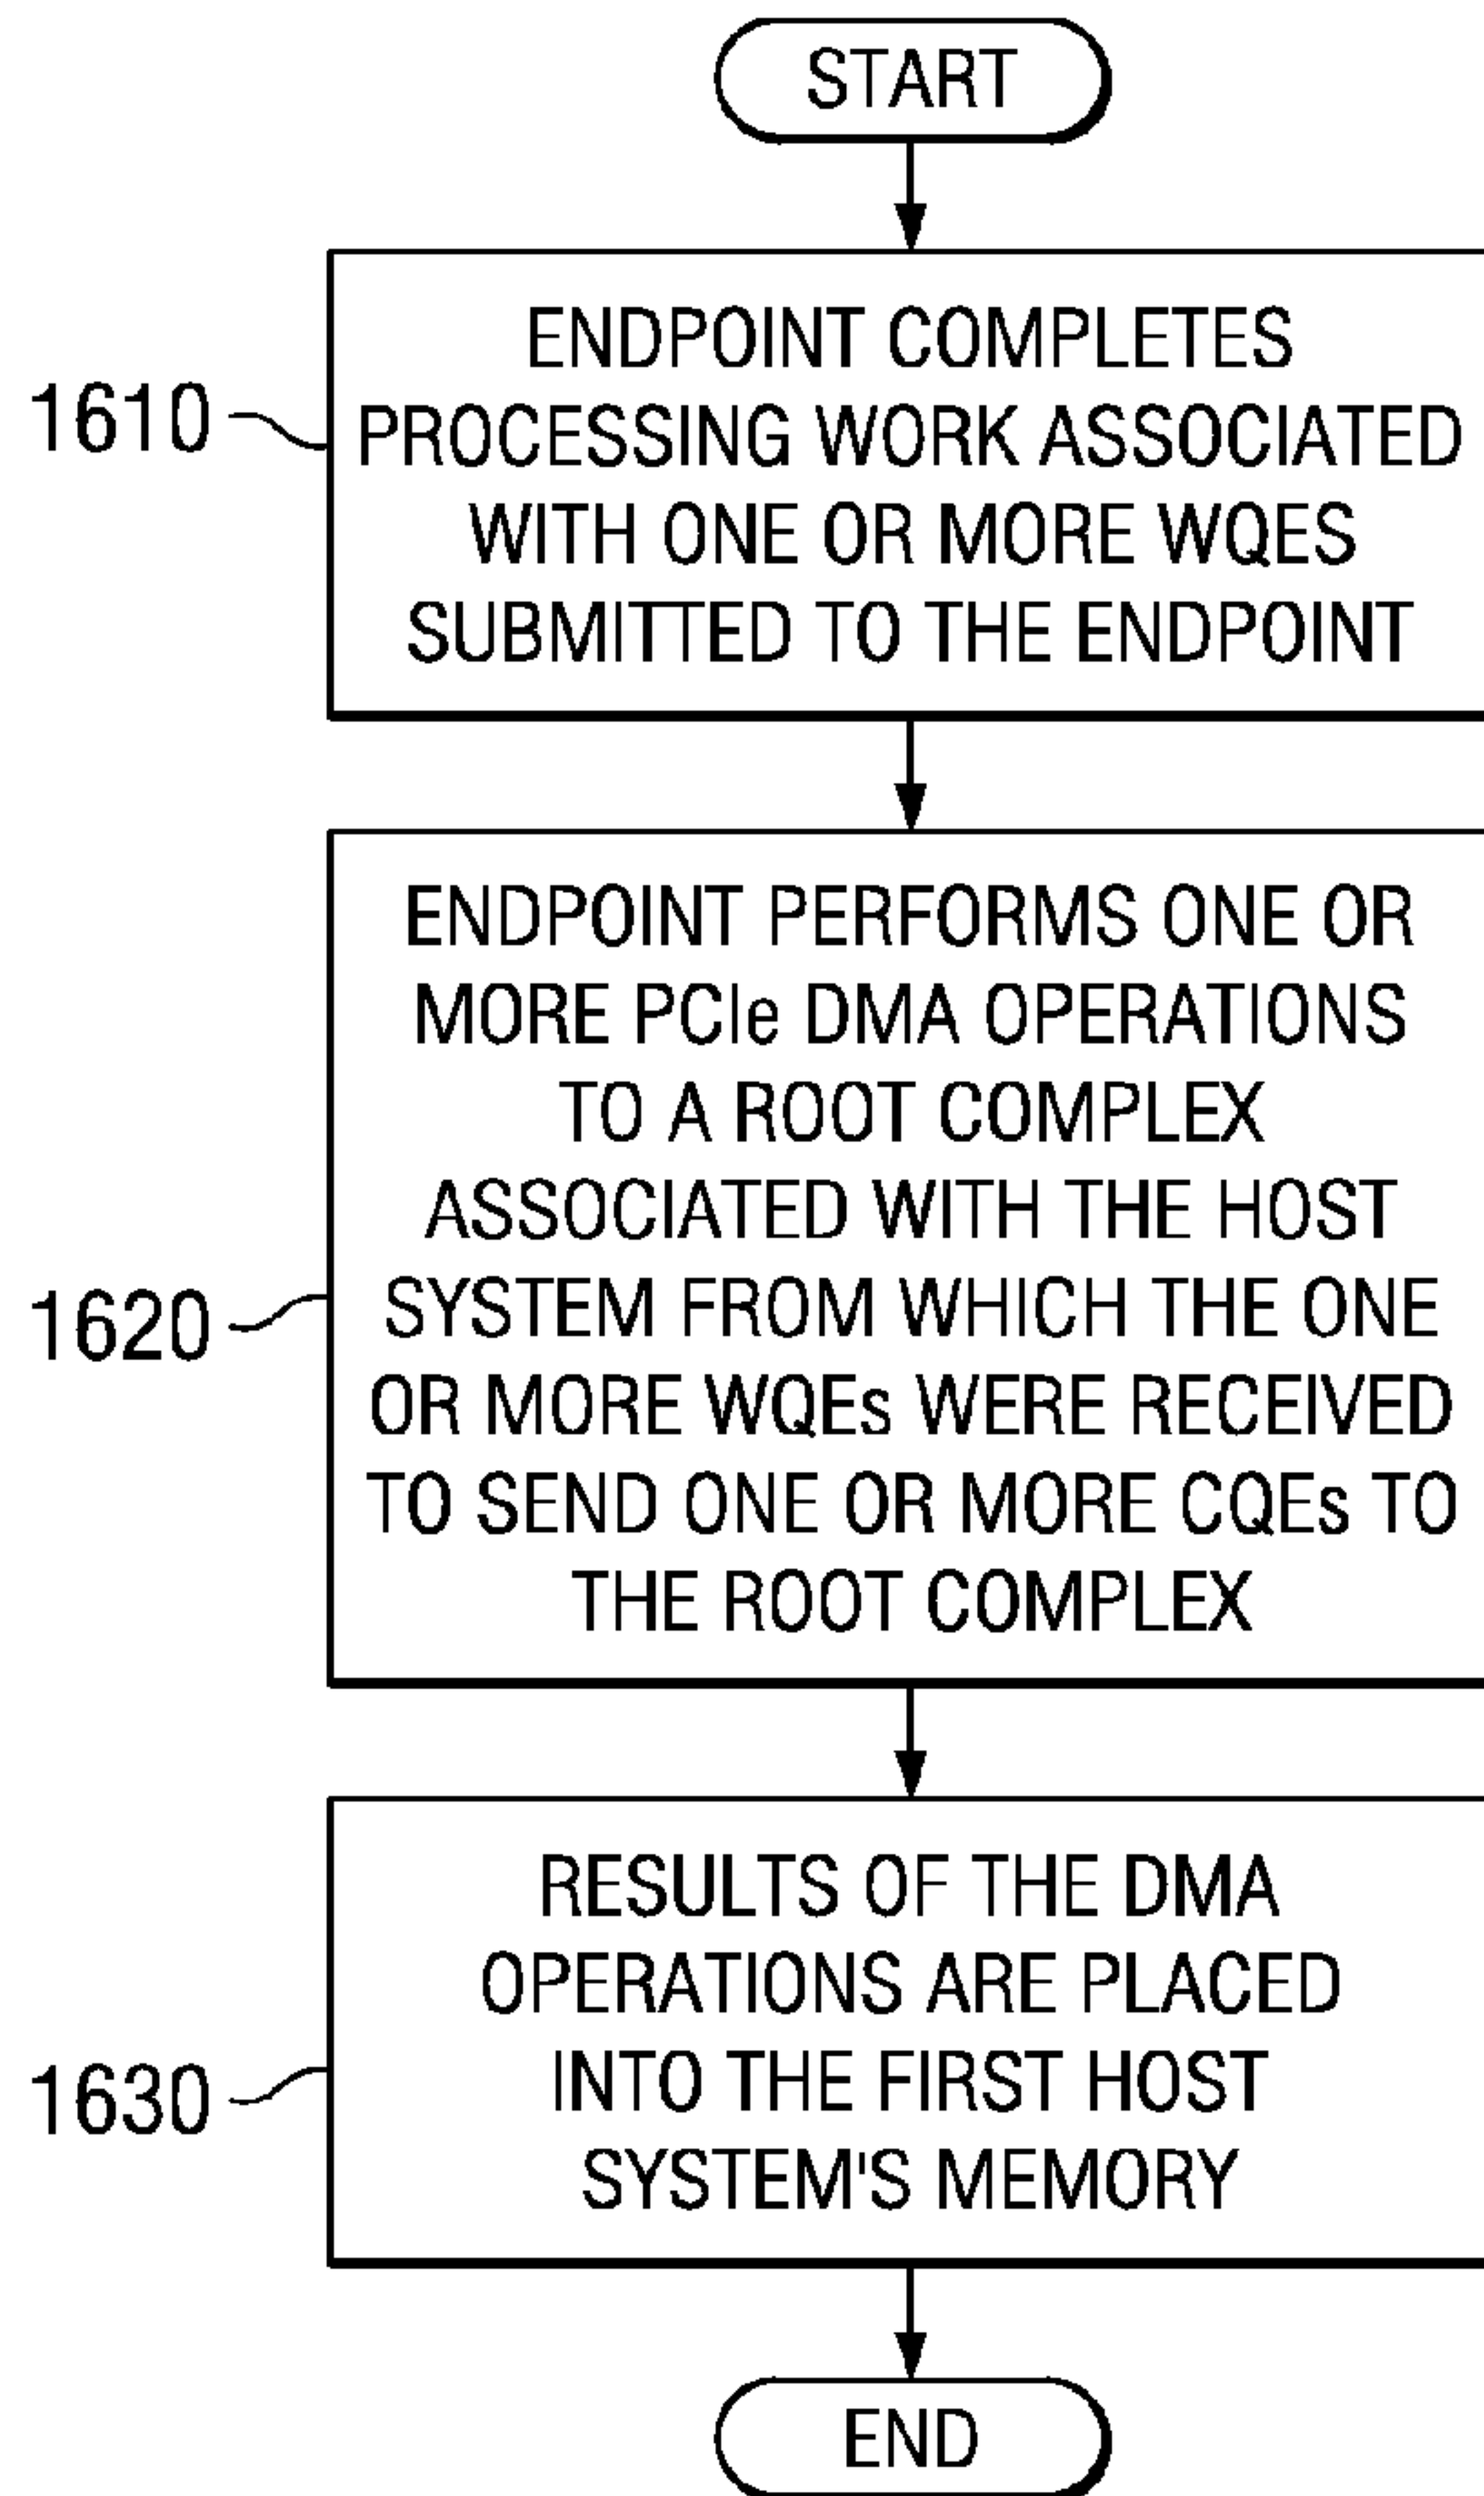 START
1610
ENDPOINT COMPLETES
PROCESSING WORK ASSOCIATED
WITH ONE OR MORE WQES
SUBMITTED TO THE ENDPOINT
1620
ENDPOINT PERFORMS ONE OR
MORE PCIe DMA OPERATIONS
TO A ROOT COMPLEX
ASSOCIATED WITH THE HOST
SYSTEM FROM WHICH THE ONE
OR MORE WQEs WERE RECEIVED
TO SEND ONE OR MORE CQEs TO
THE ROOT COMPLEX
1630
RESULTS OF THE DMA
OPERATIONS ARE PLACED
INTO THE FIRST HOST
SYSTEM'S MEMORY
END